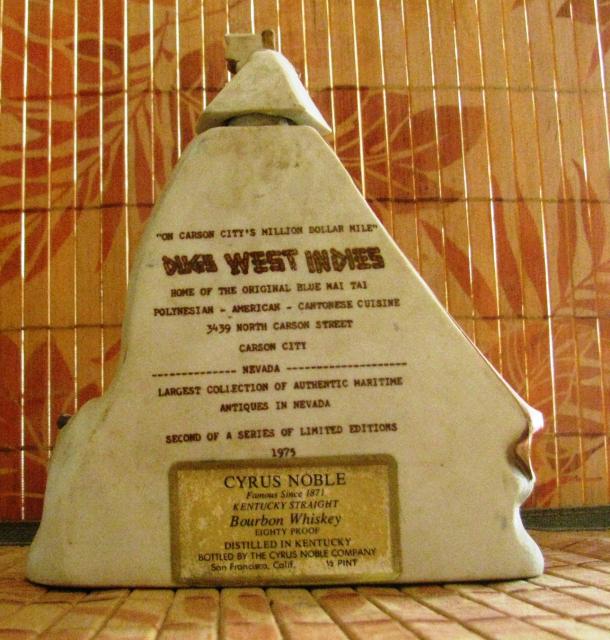 "ON CARSON CITY'S MILLION DOLLAR MILE"
DUGS WEST INDIES
HOME OF THE ORIGINAL BLUE MAI TAI
POLYNESIAN - AMERICAN - CANTONESE CUISINE
3439 NORTH CARSON STREET
CARSON CITY
------------- NEVADA ------------------
LARGEST COLLECTION OF AUTHENTIC MARITIME
ANTIQUES IN NEVADA
SECOND OF A SERIES OF LIMITED EDITIONS
1975
CYRUS NOBLE
Famous Since 1871
KENTUCKY STRAIGHT
Bourbon Whiskey
EIGHTY PROOF
DISTILLED IN KENTUCKY
BOTTLED BY THE CYRUS NOBLE COMPANY
San Francisco, Calif. ½ PINT